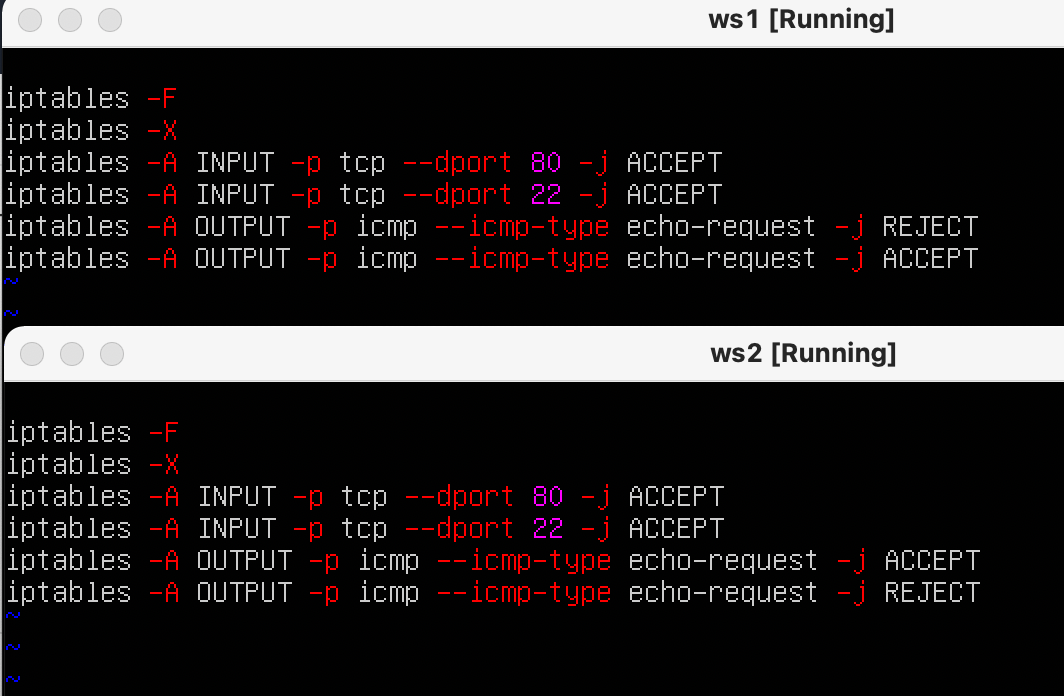 ws1 [Running]
iptables -F
iptables -X
iptables -A INPUT -p tcp --dport 80 -j ACCEPT
iptables -A INPUT -p tcp --dport 22 -j ACCEPT
iptables -A OUTPUT -p icmp --icmp-type echo-request -j REJECT
iptables -A OUTPUT -p icmp --icmp-type echo-request -j ACCEPT
~
~
ws2 [Running]
iptables -F
iptables -X
iptables -A INPUT -p tcp --dport 80 -j ACCEPT
iptables -A INPUT -p tcp --dport 22 -j ACCEPT
iptables -A OUTPUT -p icmp --icmp-type echo-request -j ACCEPT
iptables -A OUTPUT -p icmp --icmp-type echo-request -j REJECT
~
~
~